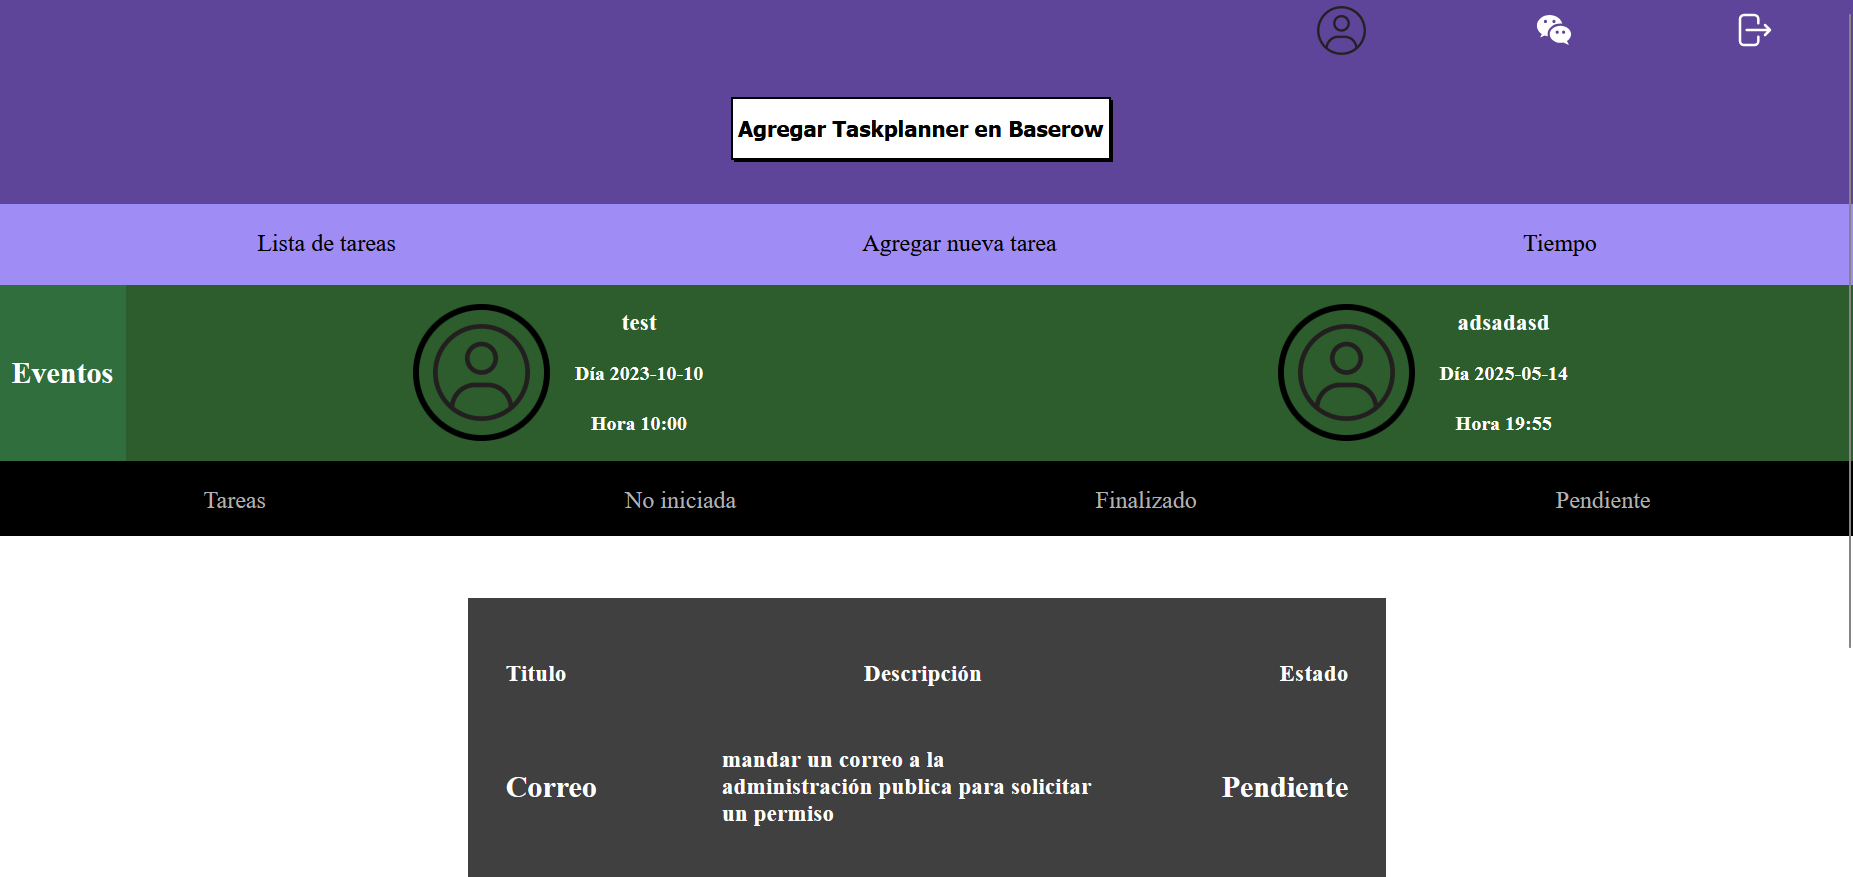 Agregar Taskplanner en Baserow
Lista de tareas
Agregar nueva tarea
Tiempo
Eventos
test
Día 2023-10-10
Hora 10:00
adsadasd
Día 2025-05-14
Hora 19:55
Tareas
No iniciada
Finalizado
Pendiente
Titulo
Descripción
Estado
Correo
mandar un correo a la
administración publica para solicitar
un permiso
Pendiente